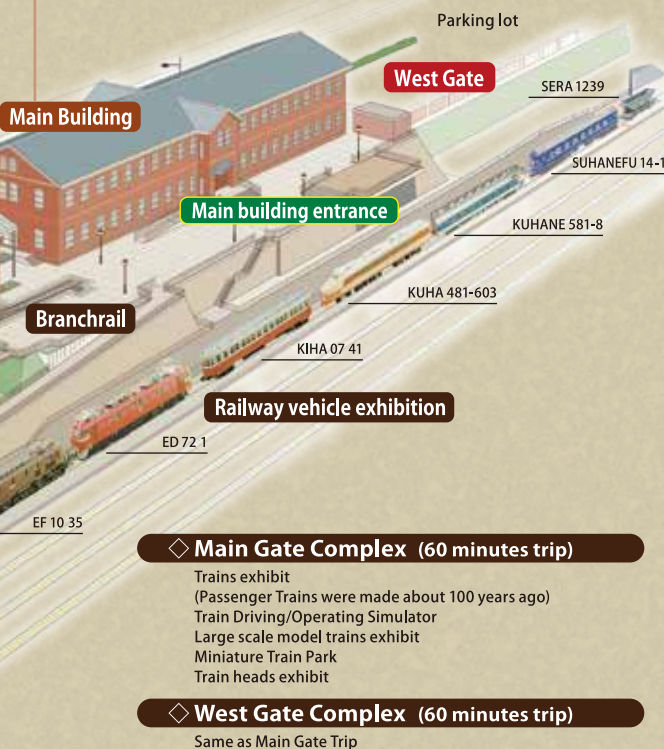 Parking lot
West Gate
SERA 1239
Main Building
SUHANEFU 14-1
Main building entrance
KUHANE 581-8
KUHA 481-603
Branchrail
KIHA 07 41
Railway vehicle exhibition
ED 72 1
EF 10 35
◇ Main Gate Complex (60 minutes trip)
Trains exhibit
(Passenger Trains were made about 100 years ago)
Train Driving/Operating Simulator
Large scale model trains exhibit
Miniature Train Park
Train heads exhibit
◇ West Gate Complex (60 minutes trip)
Same as Main Gate Trip